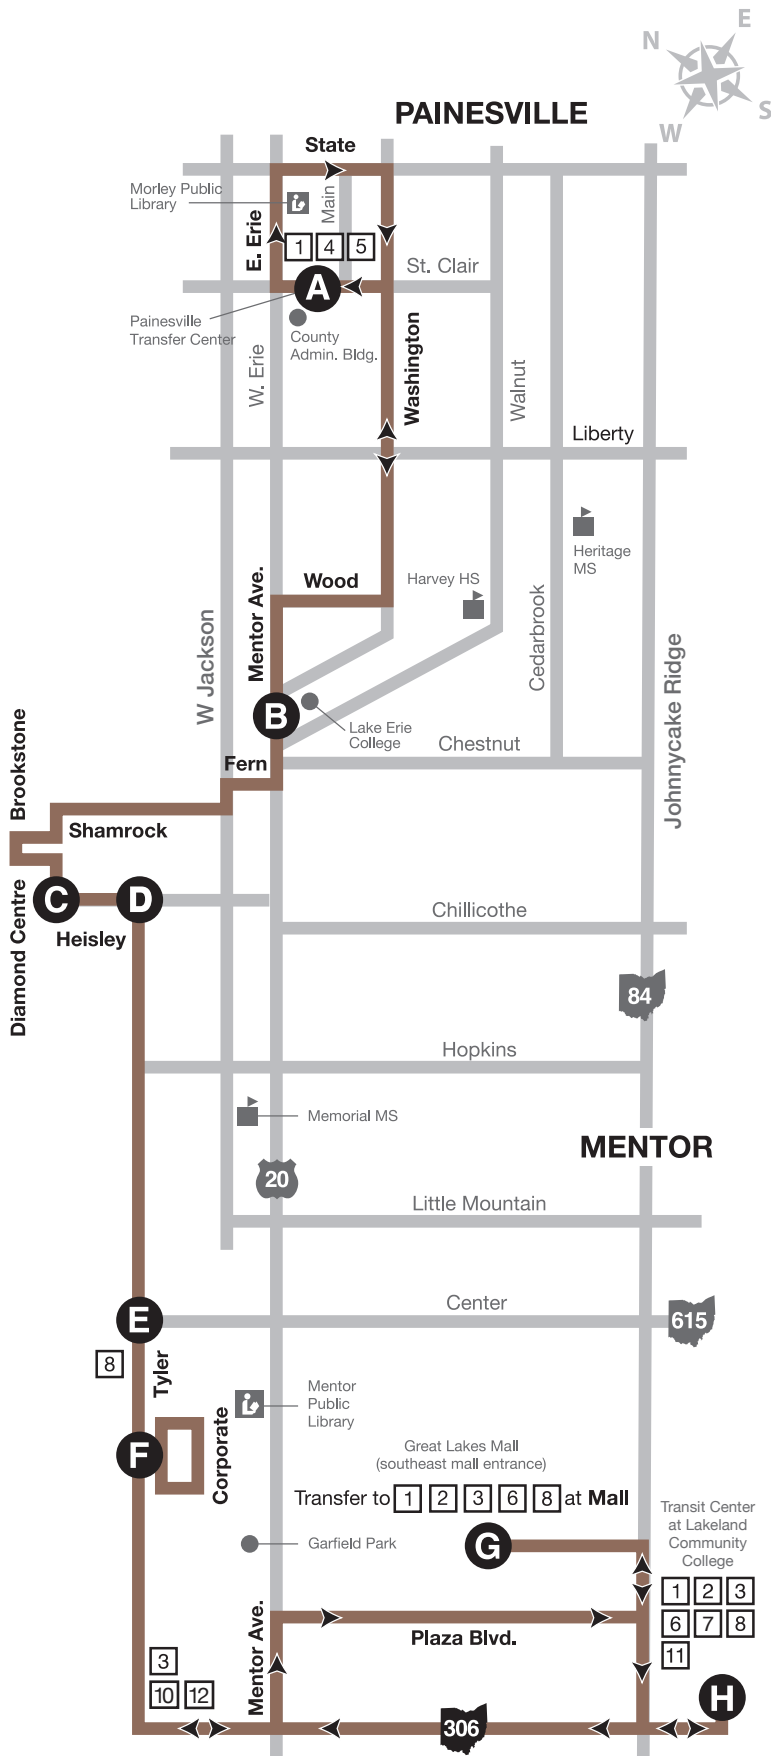 E
N
S
W
PAINESVILLE
State
Morley Public
Library
Main
E. Erie
1 4 5
St. Clair
A
Painesville
Transfer Center
County
Admin. Bldg.
W. Erie
Washington
Walnut
Liberty
Heritage
MS
Harvey HS
Wood
Mentor Ave.
Cedarbrook
W Jackson
Johnnycake Ridge
B
Lake Erie
College
Chestnut
Fern
Brookstone
Shamrock
C
D
Diamond Centre
Heisley
Chillicothe
84
Hopkins
Memorial MS
MENTOR
20
Little Mountain
Center
615
E
8
Tyler
Mentor
Public
Library
F
Corporate
Great Lakes Mall
(southeast mall entrance)
Transfer to 1 2 3 6 8 at Mall
G
Garfield Park
Transit Center
at Lakeland
Community
College
1 2 3
6 7 8
11
Mentor Ave.
Plaza Blvd.
3
10 12
H
306